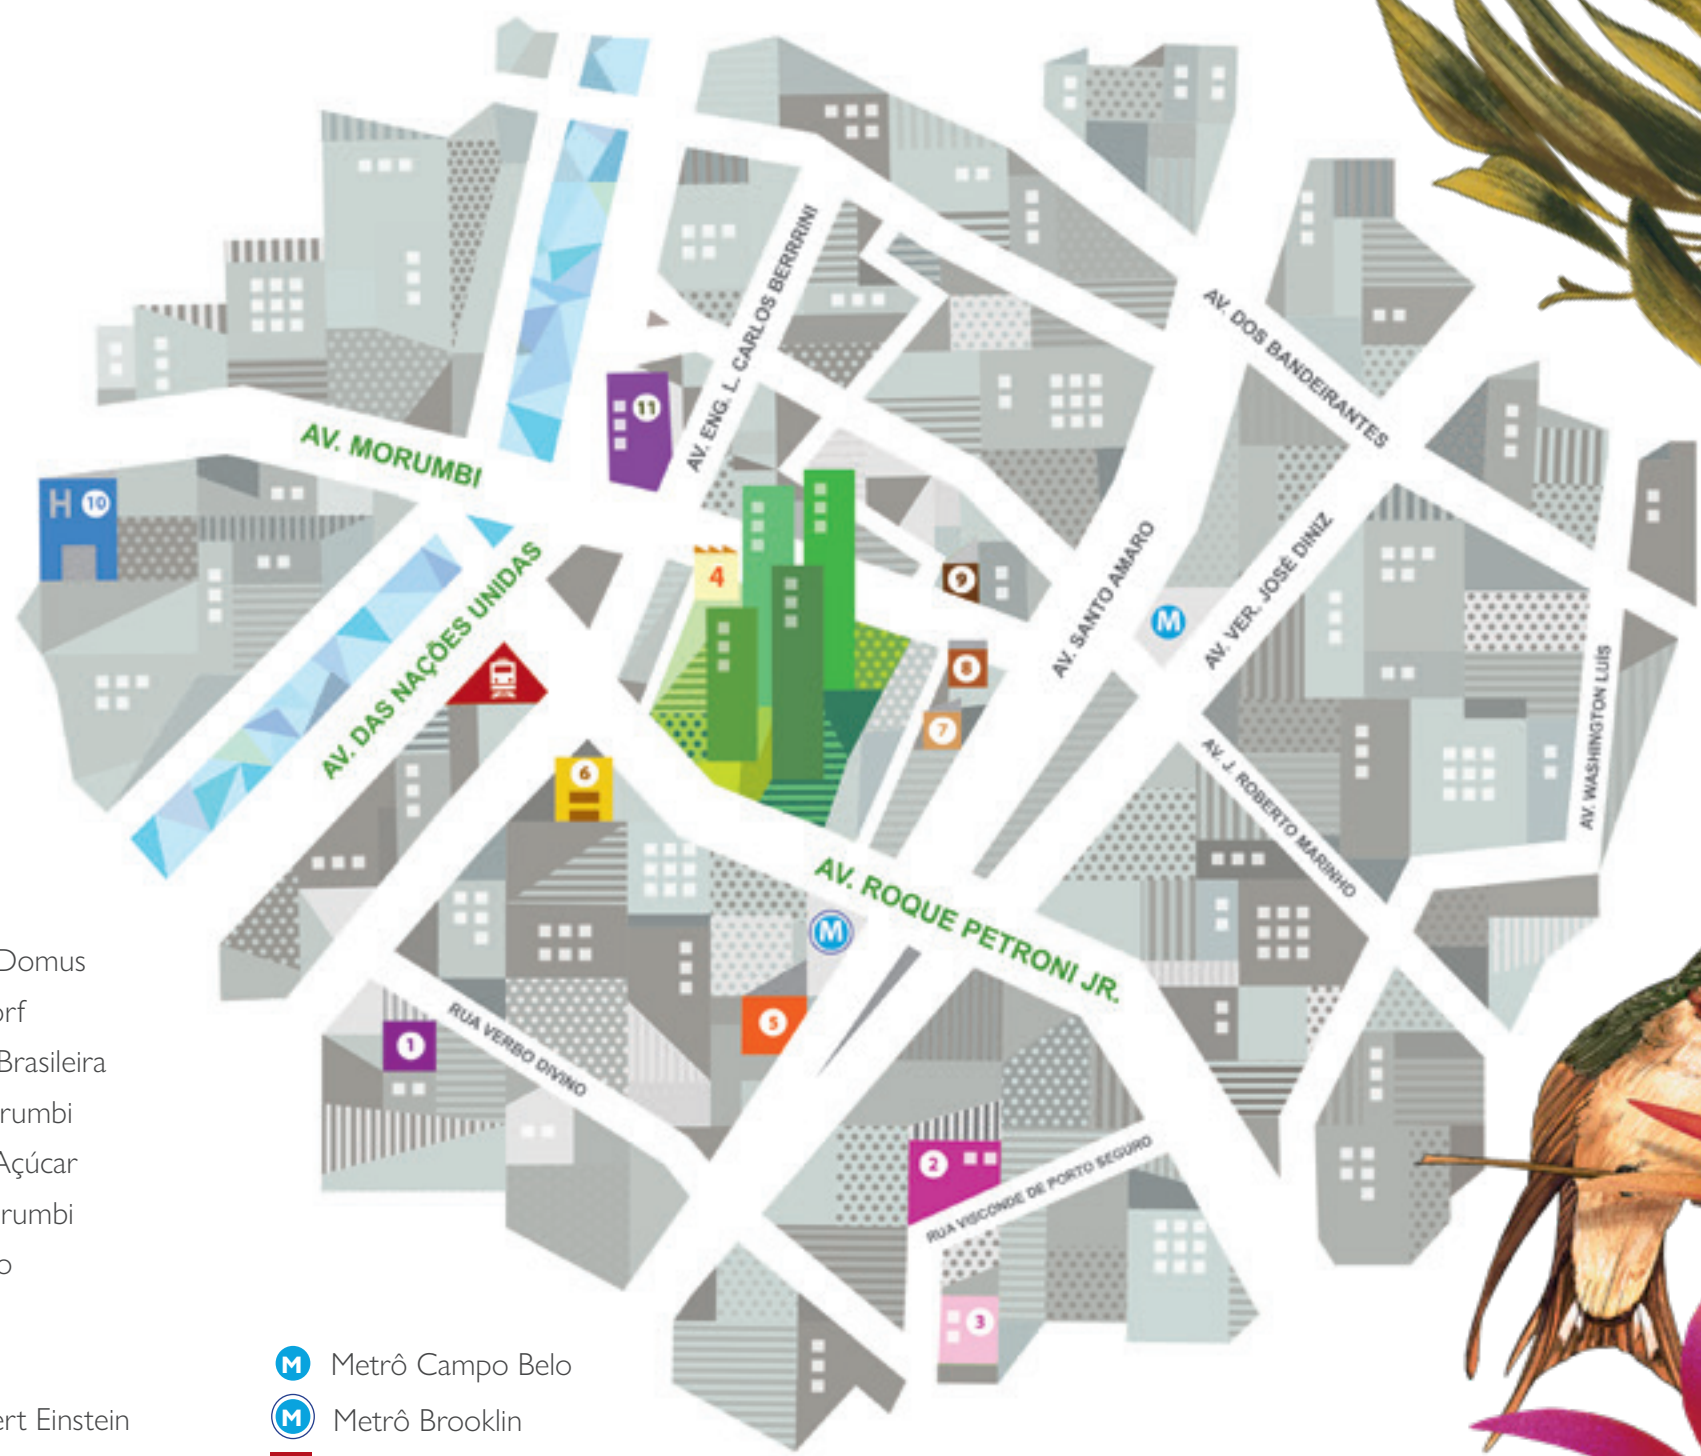 AV. ENG. L. CARLOS BERRRINI
AV. DOS BANDEIRANTES
11
AV. MORUMBI
H 10
AV. DAS NAÇÕES UNIDAS
4
9
AV. SANTO AMARO
M
AV. VER. JOSÉ DINIZ
8
7
AV. WASHINGTON LUÍS
6
AV. J. ROBERTO MARINHO
AV. ROQUE PETRONI JR.
M
5
1
RUA VERBO DIVINO
2
RUA VISCONDE DE PORTO SEGURO
3
Domus
orf
Brasileira
rumbi
Açúcar
rumbi
o
ert Einstein
M Metrô Campo Belo
M Metrô Brooklin